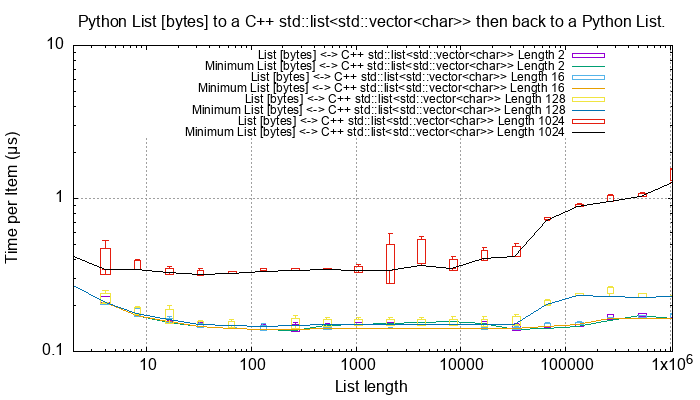 Python List [bytes] to a C++ std::list<std::vector<char>> then back to a Python List.
10
List [bytes] <-> C++ std::list<std::vector<char>> Length 2
Minimum List [bytes] <-> C++ std::list<std::vector<char>> Length 2
List [bytes] <-> C++ std::list<std::vector<char>> Length 16
Minimum List [bytes] <-> C++ std::list<std::vector<char>> Length 16
List [bytes] <-> C++ std::list<std::vector<char>> Length 128
Minimum List [bytes] <-> C++ std::list<std::vector<char>> Length 128
List [bytes] <-> C++ std::list<std::vector<char>> Length 1024
Minimum List [bytes] <-> C++ std::list<std::vector<char>> Length 1024
Time per Item (µs)
1
0.1
10 100 1000 10000 100000 1x10⁶
List length